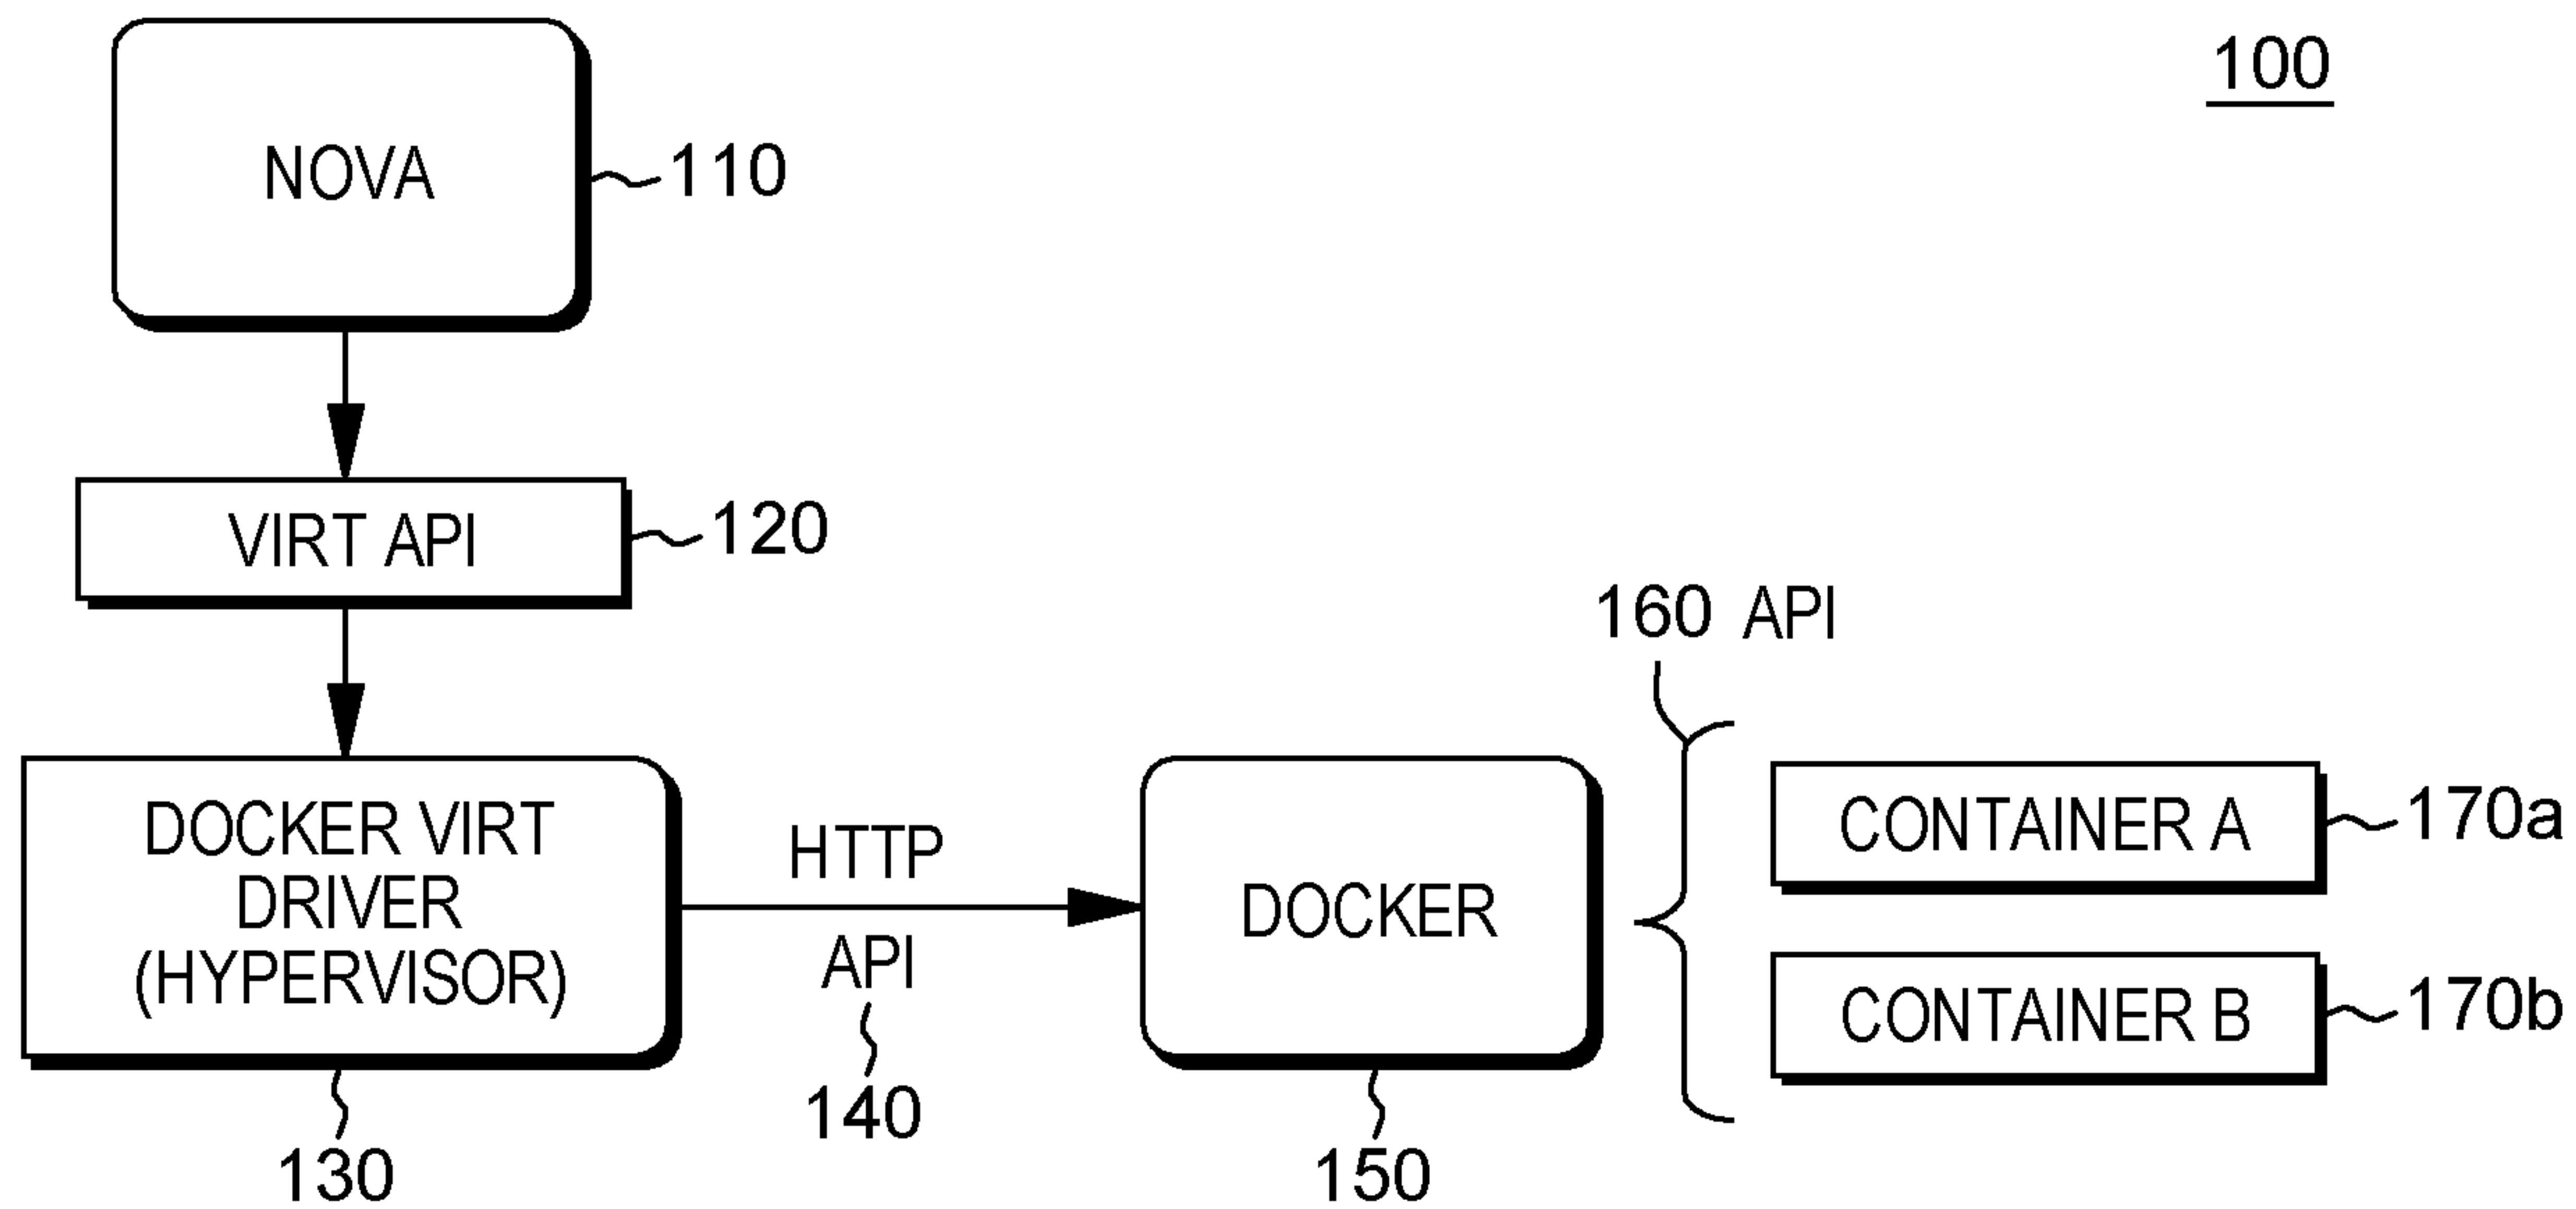 100
NOVA
110
VIRT API
120
160 API
DOCKER VIRT
DRIVER
(HYPERVISOR)
130
HTTP
API
140
DOCKER
150
CONTAINER A
170a
CONTAINER B
170b